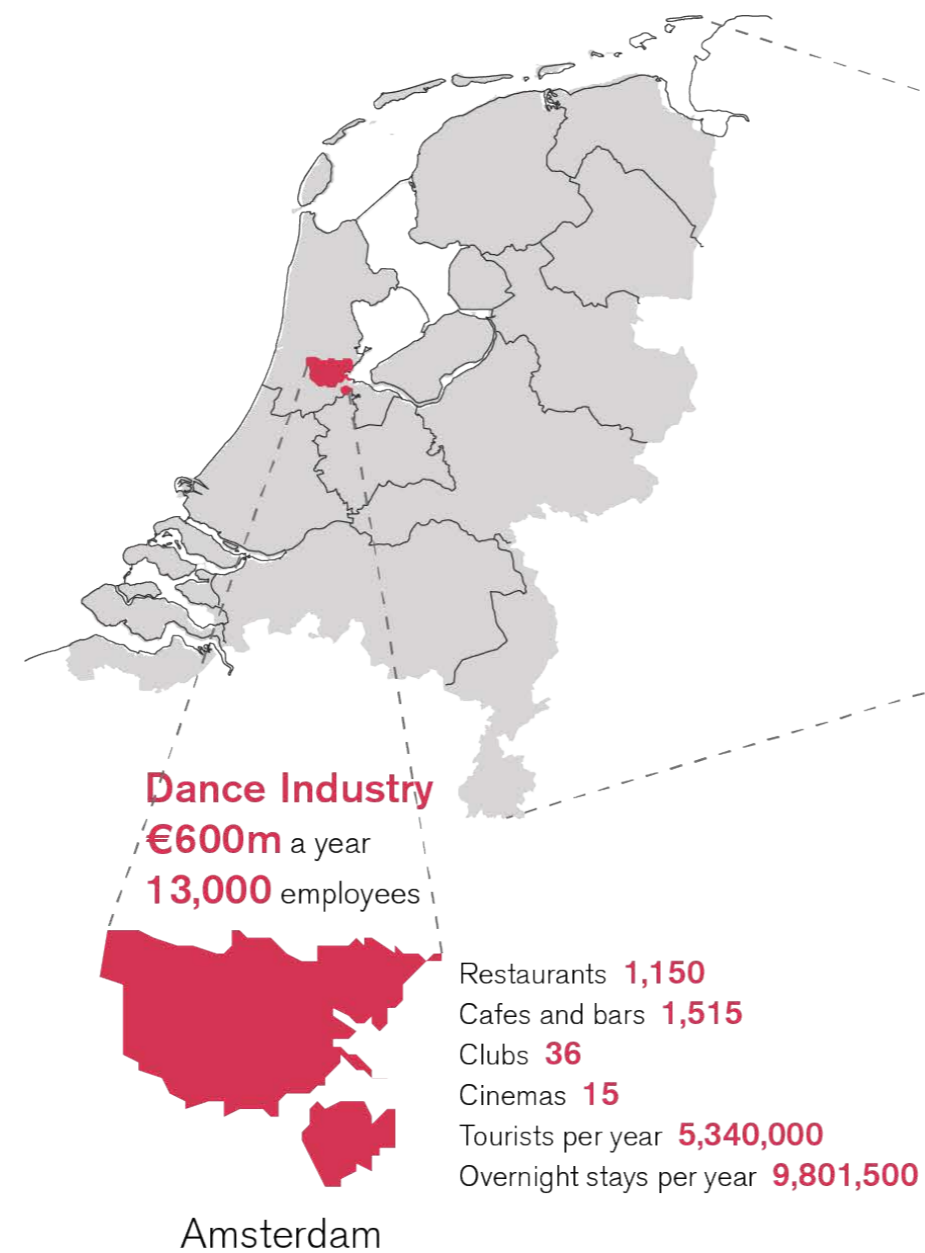 Dance Industry
€600m a year
13,000 employees
Restaurants 1,150
Cafes and bars 1,515
Clubs 36
Cinemas 15
Tourists per year 5,340,000
Overnight stays per year 9,801,500
Amsterdam